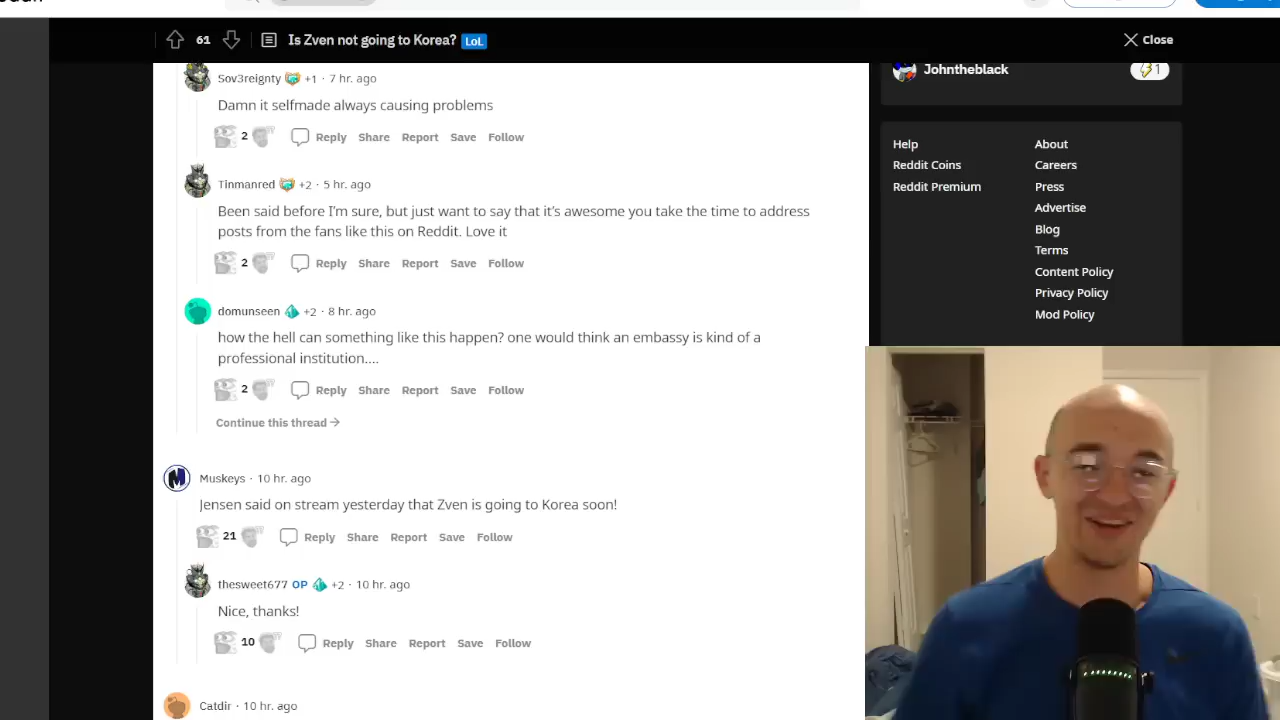 61 Is Zven not going to Korea? LoL Close
Sov3reignty +1 · 7 hr. ago
Damn it selfmade always causing problems
2 Reply Share Report Save Follow
Tinmanred +2 · 5 hr. ago
Been said before I'm sure, but just want to say that it's awesome you take the time to address
posts from the fans like this on Reddit. Love it
2 Reply Share Report Save Follow
domunseen +2 · 8 hr. ago
how the hell can something like this happen? one would think an embassy is kind of a
professional institution....
2 Reply Share Report Save Follow
Continue this thread →
Muskeys · 10 hr. ago
Jensen said on stream yesterday that Zven is going to Korea soon!
21 Reply Share Report Save Follow
thesweet677 OP +2 · 10 hr. ago
Nice, thanks!
10 Reply Share Report Save Follow
Catdir · 10 hr. ago
Johntheblack 1
Help About
Reddit Coins Careers
Reddit Premium Press
Advertise
Blog
Terms
Content Policy
Privacy Policy
Mod Policy